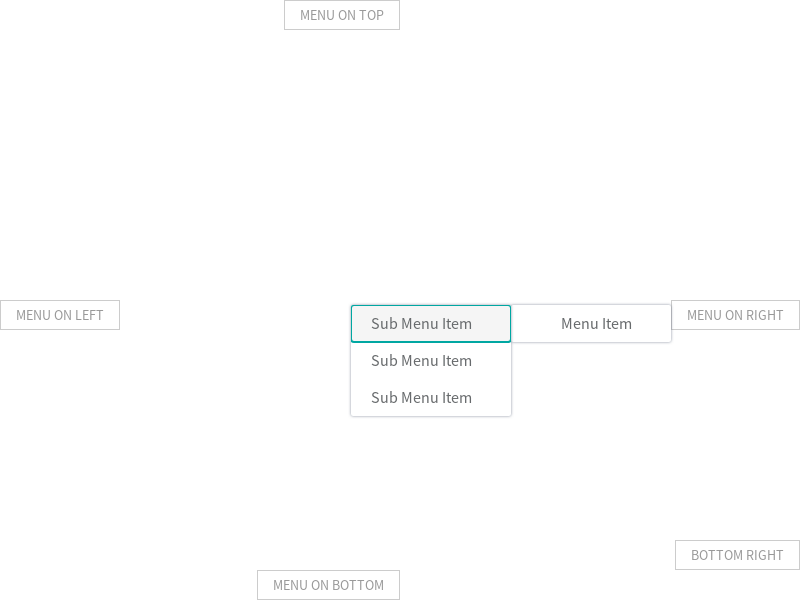 MENU ON TOP
MENU ON LEFT
Sub Menu Item
Menu Item
MENU ON RIGHT
Sub Menu Item
Sub Menu Item
BOTTOM RIGHT
MENU ON BOTTOM